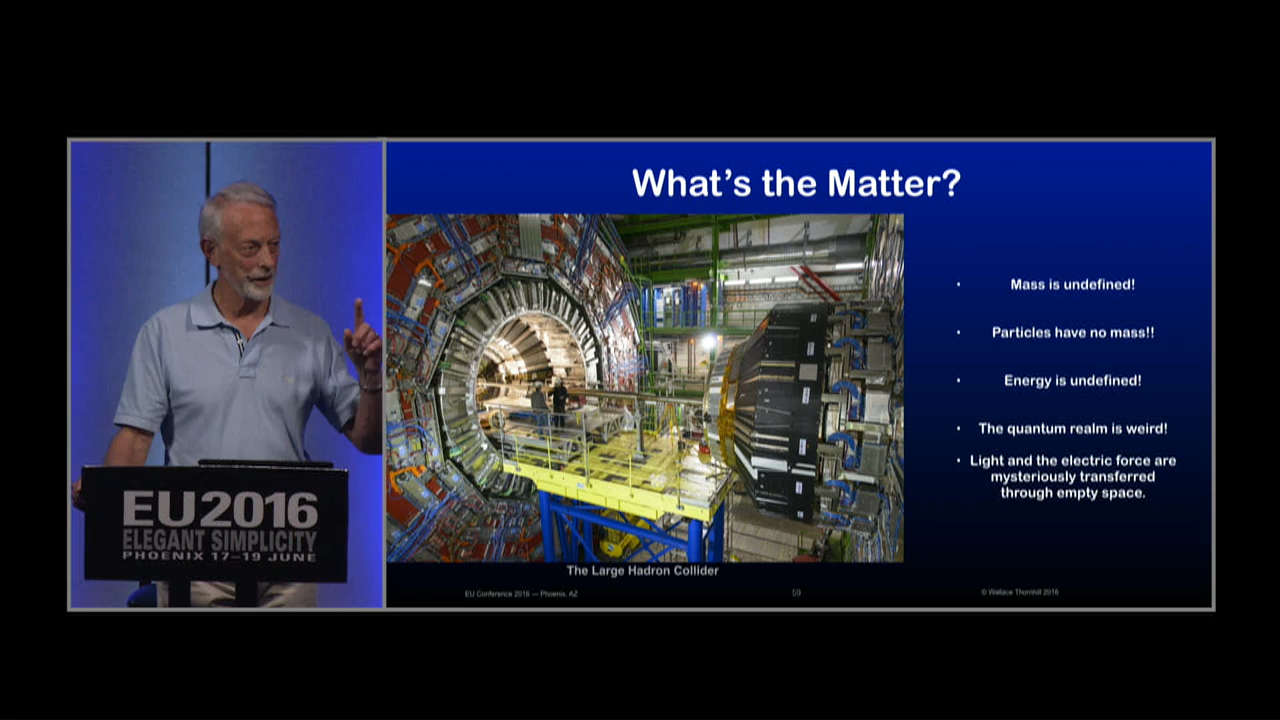 What's the Matter?
• Mass is undefined!
• Particles have no mass!!
• Energy is undefined!
• The quantum realm is weird!
• Light and the electric force are
mysteriously transferred
through empty space.
The Large Hadron Collider
EU Conference 2016 — Phoenix, AZ
59
© Wallace Thornhill 2016
EU2016
ELEGANT SIMPLICITY
PHOENIX 17–19 JUNE